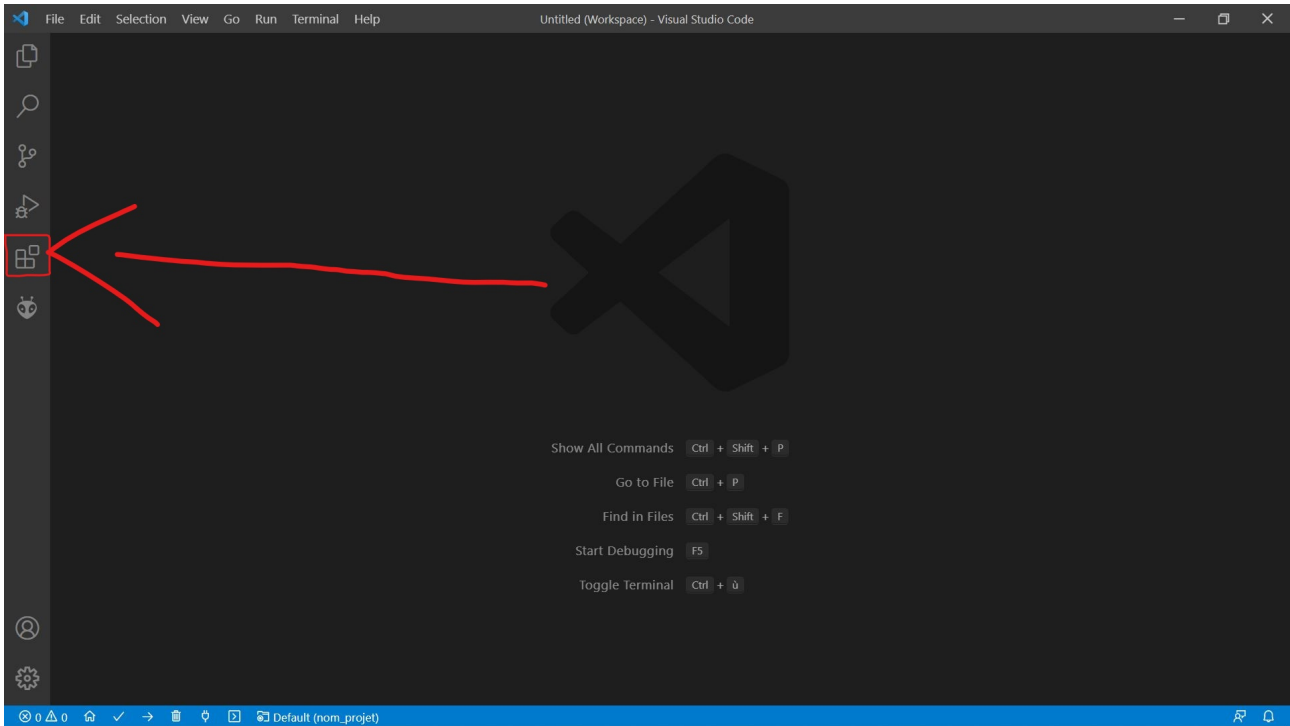 File Edit Selection View Go Run Terminal Help Untitled (Workspace) - Visual Studio Code
Show All Commands Ctrl + Shift + P
Go to File Ctrl + P
Find in Files Ctrl + Shift + F
Start Debugging F5
Toggle Terminal Ctrl + ù
0 0 Default (nom_projet)